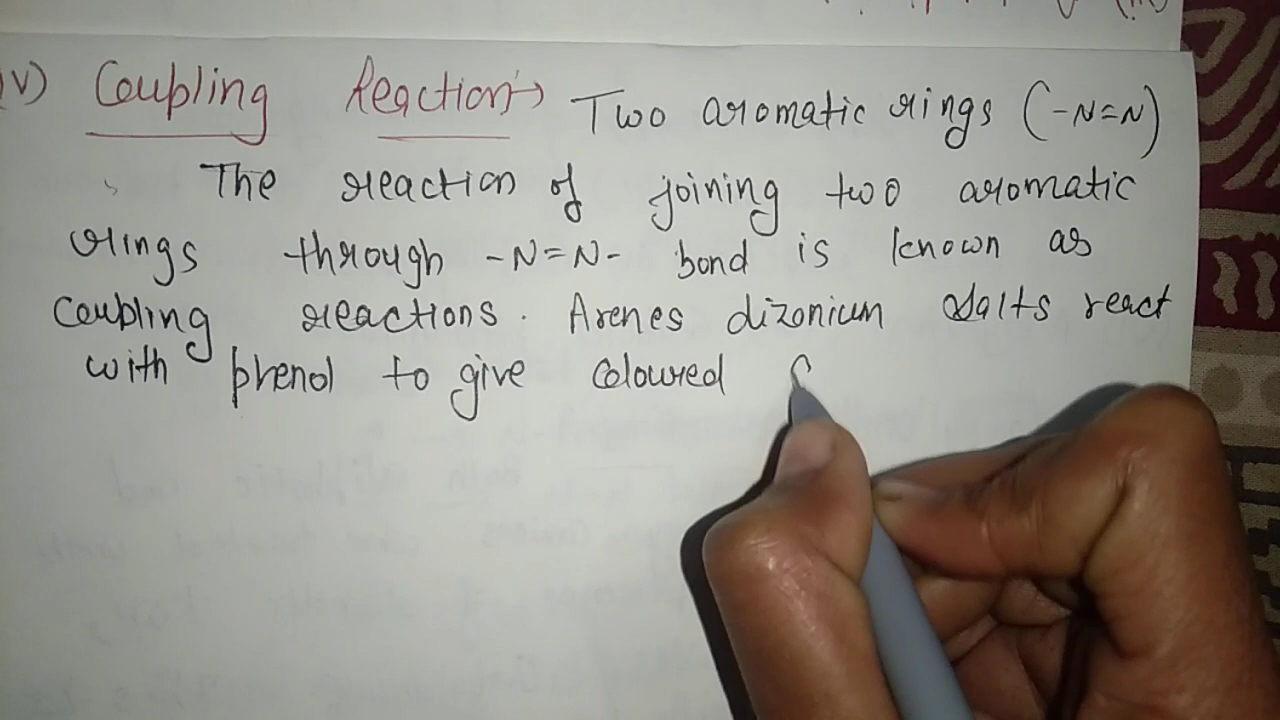 (iv) Coupling Reaction→ Two aromatic rings (-N=N)
The reaction of joining two aromatic
rings through -N=N- bond is known as
Coupling reactions. Arenes dizonium Salts react
with phenol to give Coloured